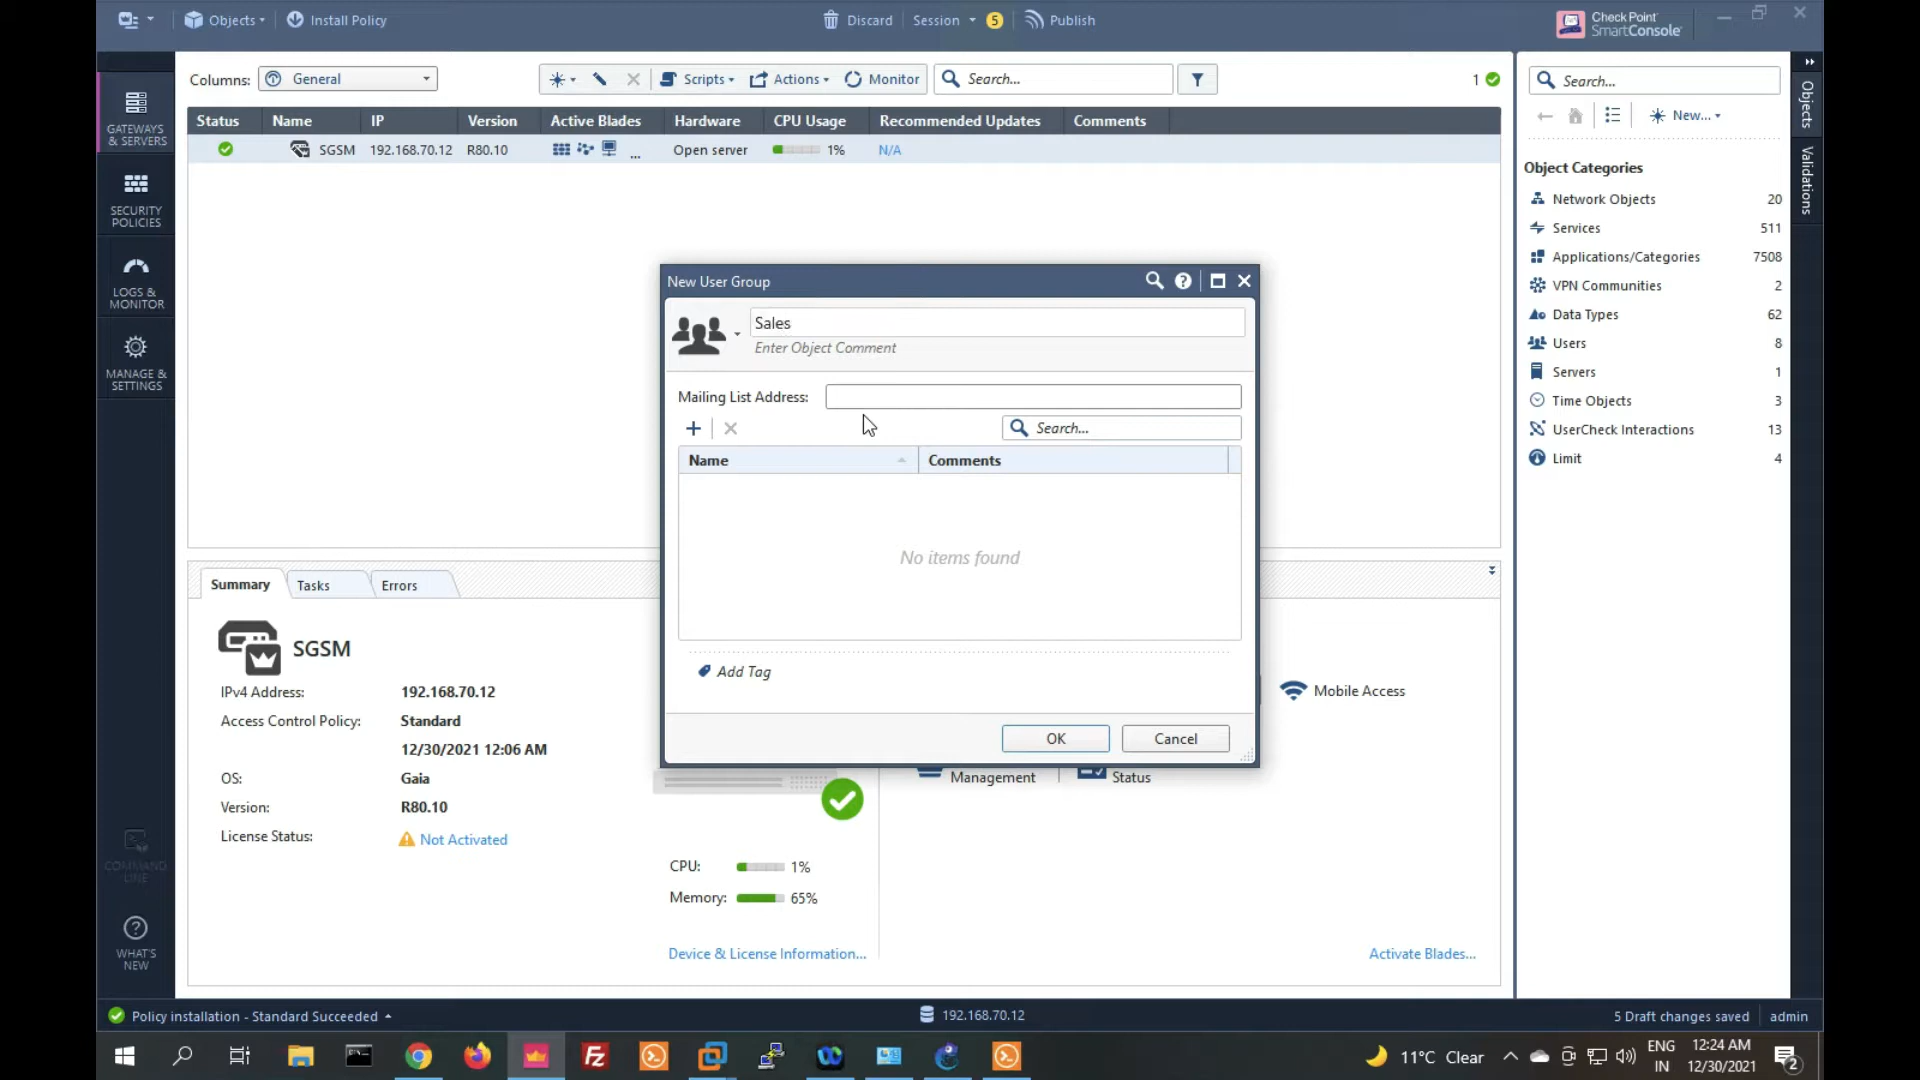 Objects
Install Policy
Discard
Session
5
Publish
Check Point
SmartConsole
Columns:
General
Scripts
Actions
Monitor
Search...
1
Status
Name
IP
Version
Active Blades
Hardware
CPU Usage
Recommended Updates
Comments
SGSM
192.168.70.12
R80.10
...
Open server
1%
N/A
GATEWAYS
& SERVERS
SECURITY
POLICIES
LOGS &
MONITOR
MANAGE &
SETTINGS
COMMAND
LINE
WHAT'S
NEW
New User Group
Sales
Enter Object Comment
Mailing List Address:
Search...
Name
Comments
No items found
Add Tag
OK
Cancel
Summary
Tasks
Errors
SGSM
IPv4 Address:
192.168.70.12
Access Control Policy:
Standard
12/30/2021 12:06 AM
OS:
Gaia
Version:
R80.10
License Status:
Not Activated
CPU:
1%
Memory:
65%
Device & License Information...
Management
Status
Mobile Access
Activate Blades...
Search...
New...
Object Categories
Network Objects 20
Services 511
Applications/Categories 7508
VPN Communities 2
Data Types 62
Users 8
Servers 1
Time Objects 3
UserCheck Interactions 13
Limit 4
Objects
Validations
Policy installation - Standard Succeeded
192.168.70.12
5 Draft changes saved
admin
11°C Clear
ENG
IN
12:24 AM
12/30/2021
2